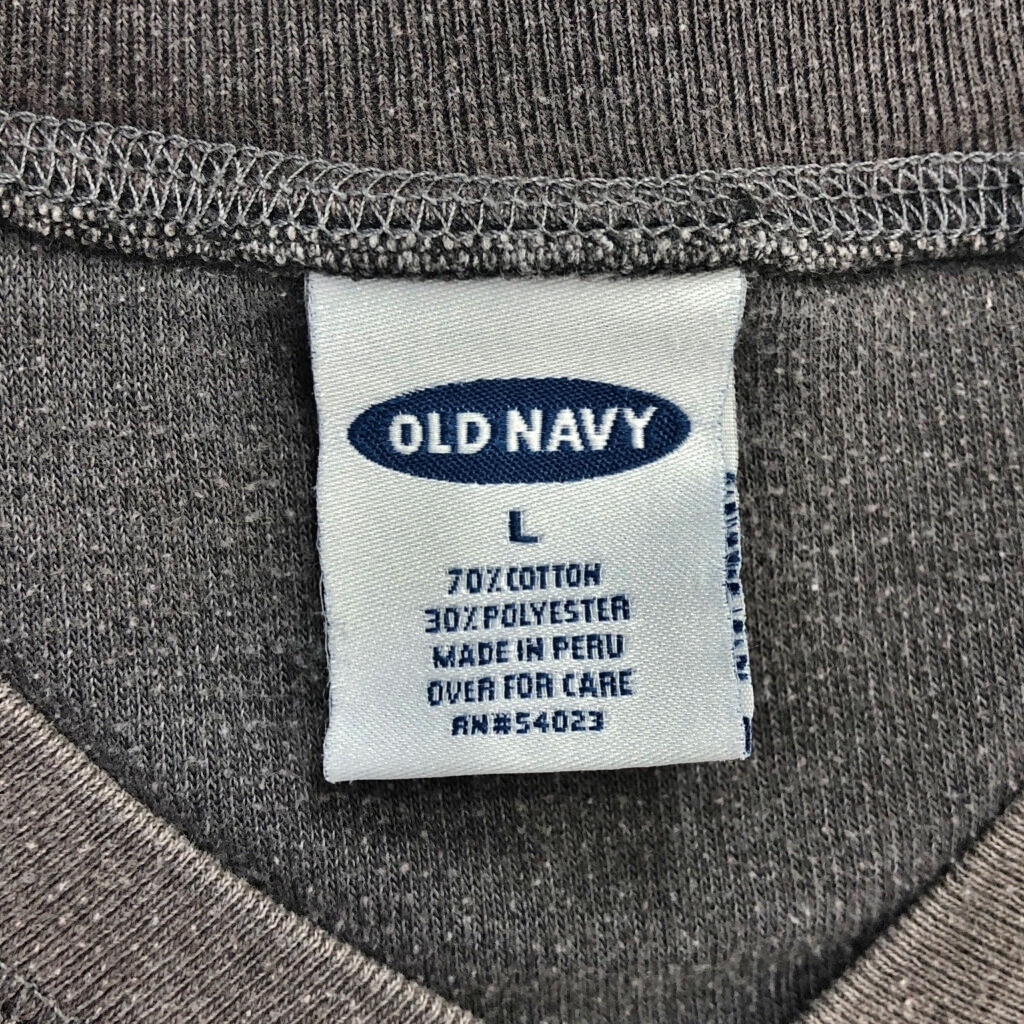 OLD NAVY
L
70% COTTON
30% POLYESTER
MADE IN PERU
OVER FOR CARE
RN#54023